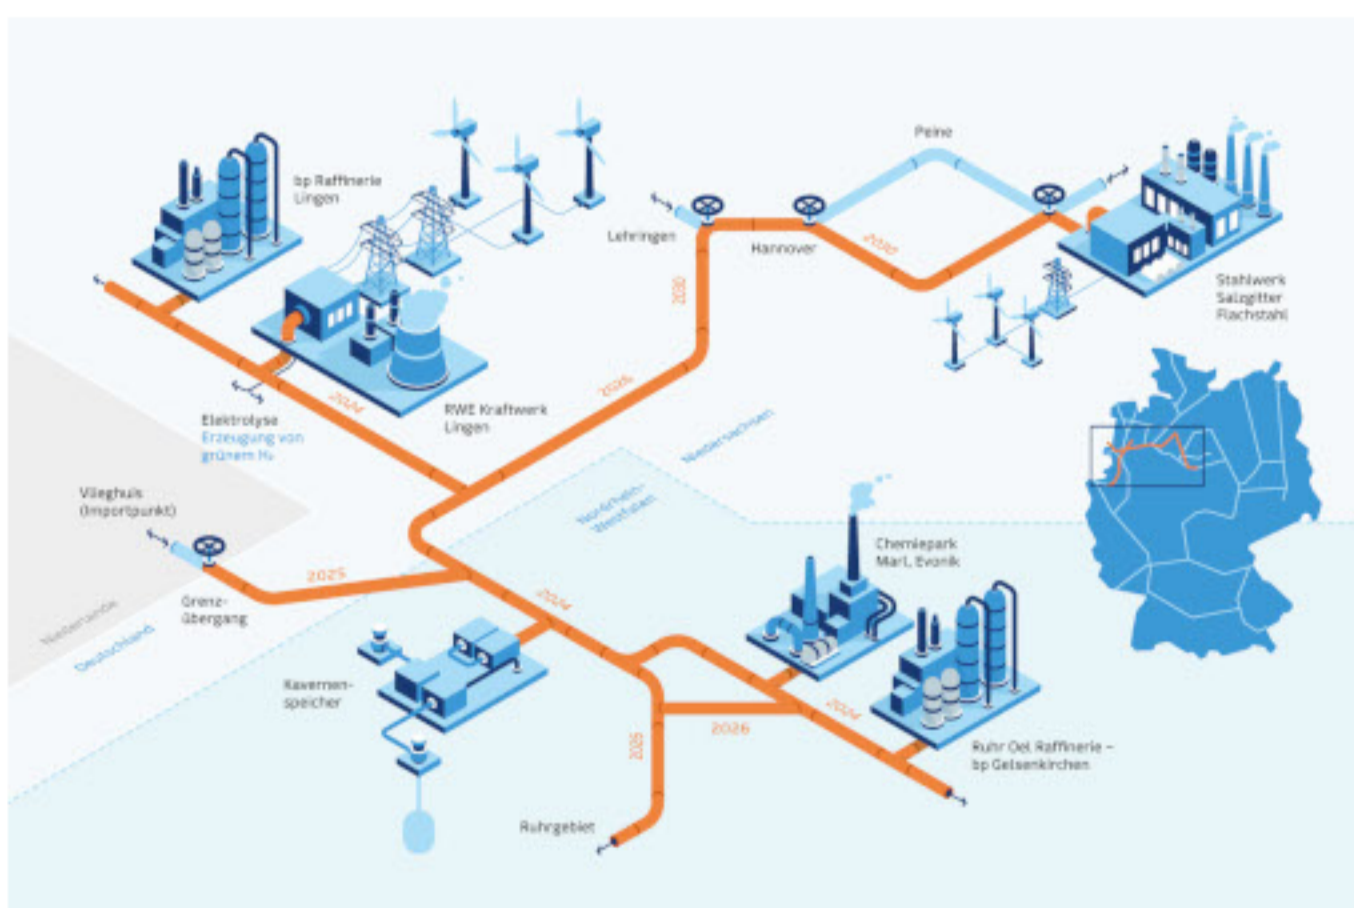 bp Raffinerie
Lingen
Peine
Lehringen
Hannover
2030
2030
Stahlwerk
Salzgitter
Flachstahl
2024
RWE Kraftwerk
Lingen
Elektrolyse
Erzeugung von
grünem H₂
Niedersachsen
Nordrhein-
Westfalen
Vlieghuis
(Importpunkt)
2025
Grenz-
übergang
Niederlande
Deutschland
2024
Chemiepark
Marl, Evonik
Kavernen-
speicher
2024
2026
Ruhr Oel Raffinerie –
bp Gelsenkirchen
Ruhrgebiet